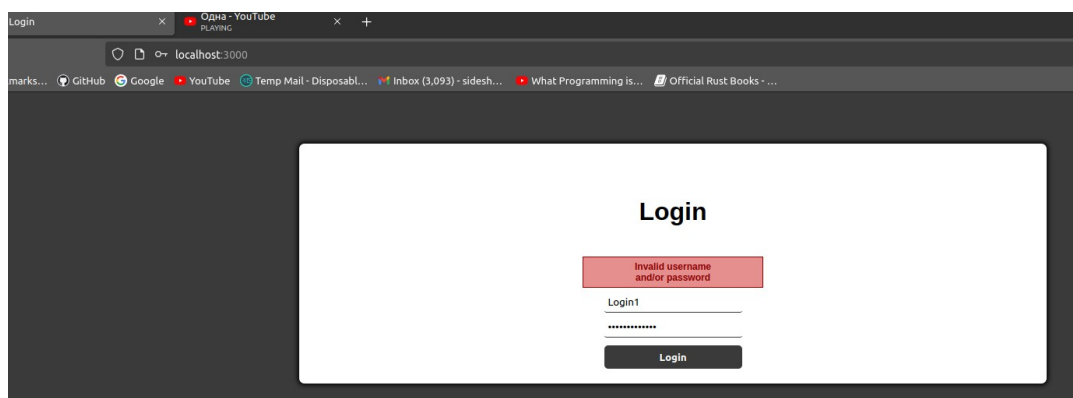 Login
Одна - YouTube
PLAYING
localhost:3000
GitHub Google YouTube Temp Mail - Disposabl... Inbox (3,093) - sidesh... What Programming is... Official Rust Books - ...
Login
Invalid username
and/or password
Login1
Login